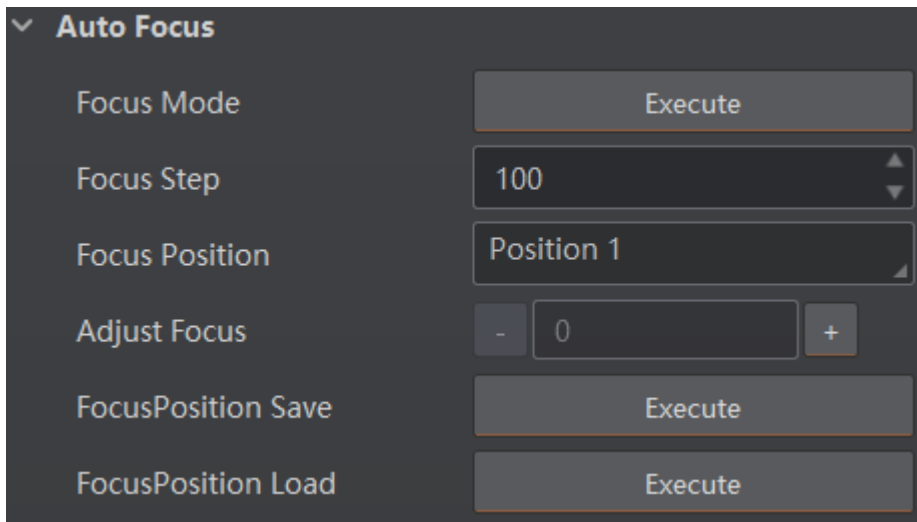 Auto Focus
Focus Mode Execute
Focus Step 100
Focus Position Position 1
Adjust Focus - 0 +
FocusPosition Save Execute
FocusPosition Load Execute